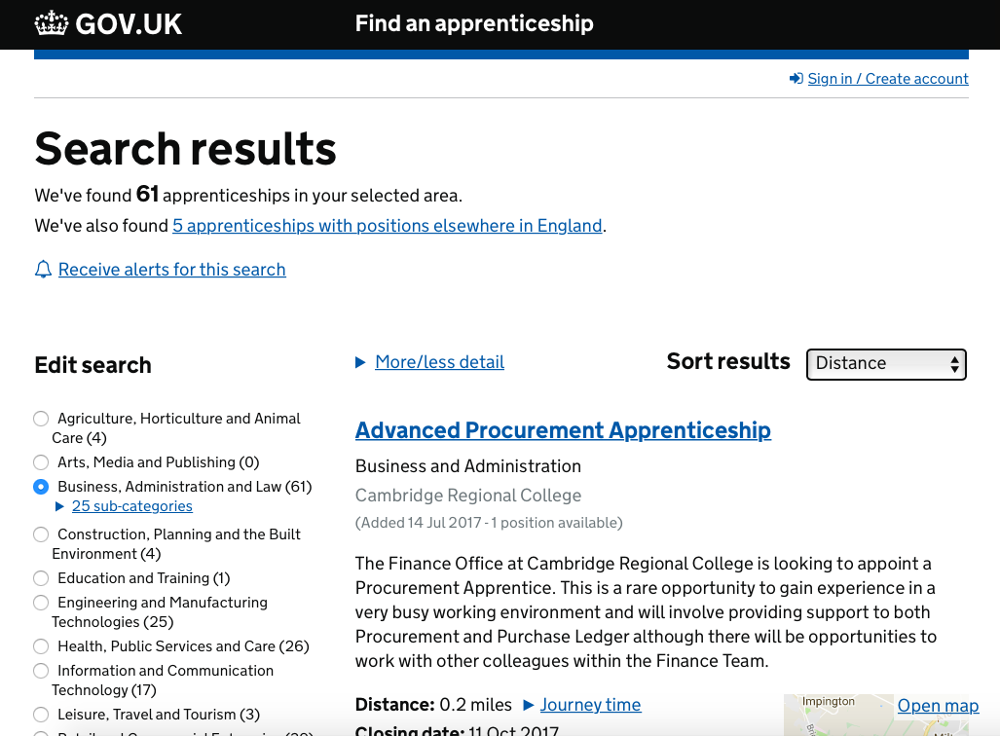 GOV.UK
Find an apprenticeship
Sign in / Create account
Search results
We've found 61 apprenticeships in your selected area.
We've also found 5 apprenticeships with positions elsewhere in England.
Receive alerts for this search
Edit search
Agriculture, Horticulture and Animal
Care (4)
Arts, Media and Publishing (0)
Business, Administration and Law (61)
25 sub-categories
Construction, Planning and the Built
Environment (4)
Education and Training (1)
Engineering and Manufacturing
Technologies (25)
Health, Public Services and Care (26)
Information and Communication
Technology (17)
Leisure, Travel and Tourism (3)
More/less detail
Sort results
Distance
Advanced Procurement Apprenticeship
Business and Administration
Cambridge Regional College
(Added 14 Jul 2017 - 1 position available)
The Finance Office at Cambridge Regional College is looking to appoint a
Procurement Apprentice. This is a rare opportunity to gain experience in a
very busy working environment and will involve providing support to both
Procurement and Purchase Ledger although there will be opportunities to
work with other colleagues within the Finance Team.
Distance: 0.2 miles
Journey time
Closing date: 11 Oct 2017
Impington
Open map